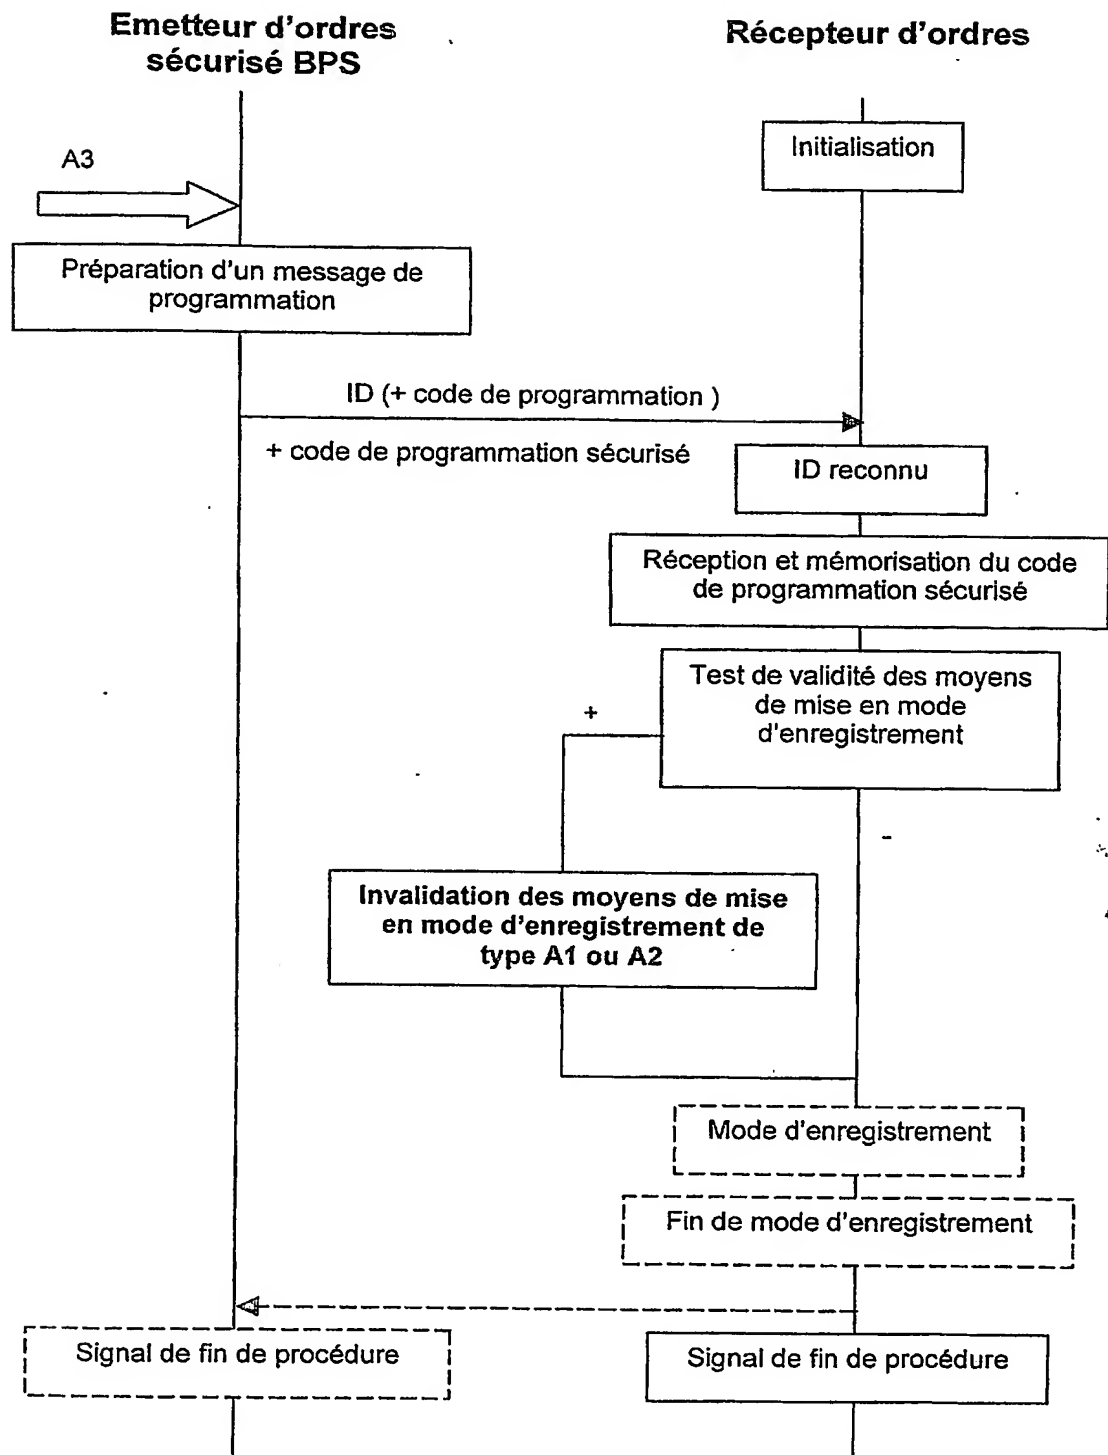 Emetteur d'ordres
sécurisé BPS
Récepteur d'ordres
Initialisation
A3
Préparation d'un message de
programmation
ID (+ code de programmation )
+ code de programmation sécurisé
ID reconnu
Réception et mémorisation du code
de programmation sécurisé
Test de validité des moyens
de mise en mode
d'enregistrement
+
-
Invalidation des moyens de mise
en mode d'enregistrement de
type A1 ou A2
Mode d'enregistrement
Fin de mode d'enregistrement
Signal de fin de procédure
Signal de fin de procédure